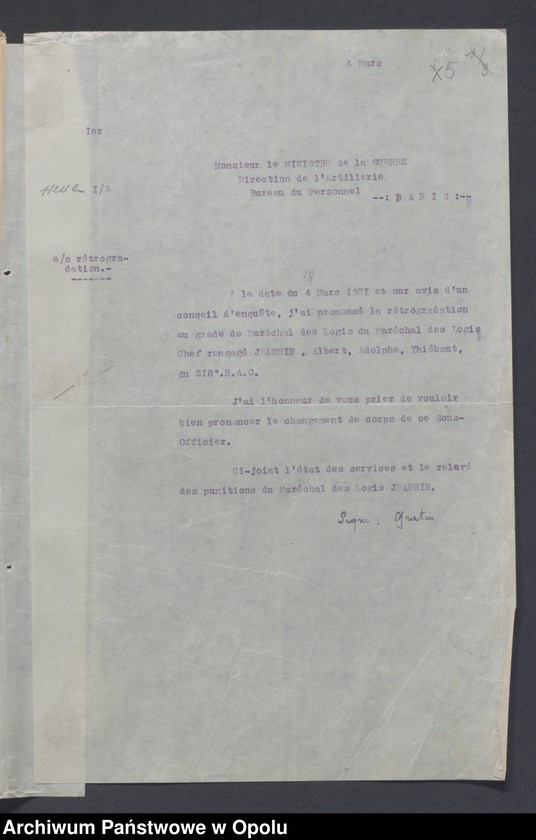 4 Mars
5
Ier
Monsieur le MINISTRE de la GUERRE
Direction de l'Artillerie
Bureau du Personnel
--: P A R I S :--
I/3
a/s rétrogra-
dation.-
-------
la date du 4 Mars 1921 et sur avis d'un
conseil d'enquête, j'ai prononcé la rétrogradation
au grade de Maréchal des Logis du Maréchal des Logis
Chef rengagé JEANNIN , Albert, Adolphe, Thiébaut,
du 218°.R.A.C.
J'ai l'honneur de vous prier de vouloir
bien prononcer le changement de corps de ce Sous-
Officier.
Ci-joint l'état des services et le relevé
des punitions du Maréchal des Logis JEANNIN.
Signé : Gratier
Archiwum Państwowe w Opolu